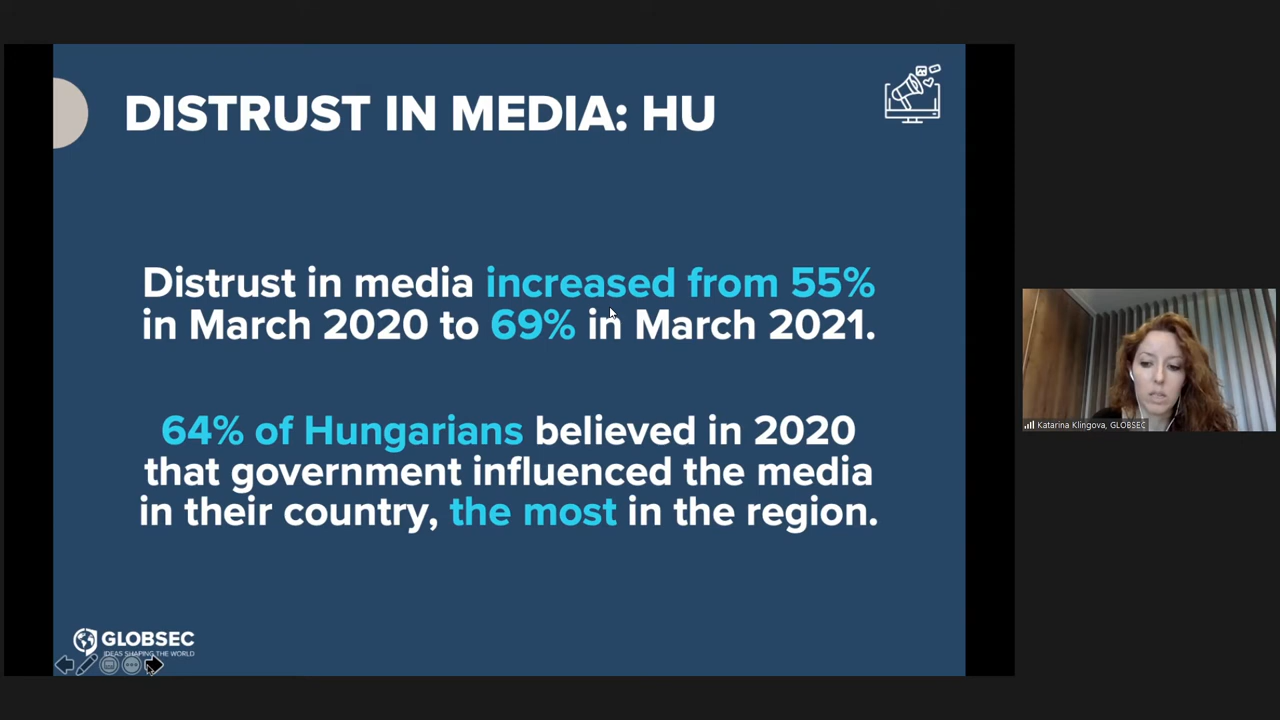 DISTRUST IN MEDIA: HU
Distrust in media increased from 55%
in March 2020 to 69% in March 2021.
64% of Hungarians believed in 2020
that government influenced the media
in their country, the most in the region.
GLOBSEC
IDEAS SHAPING THE WORLD
Katarina Klingova, GLOBSEC